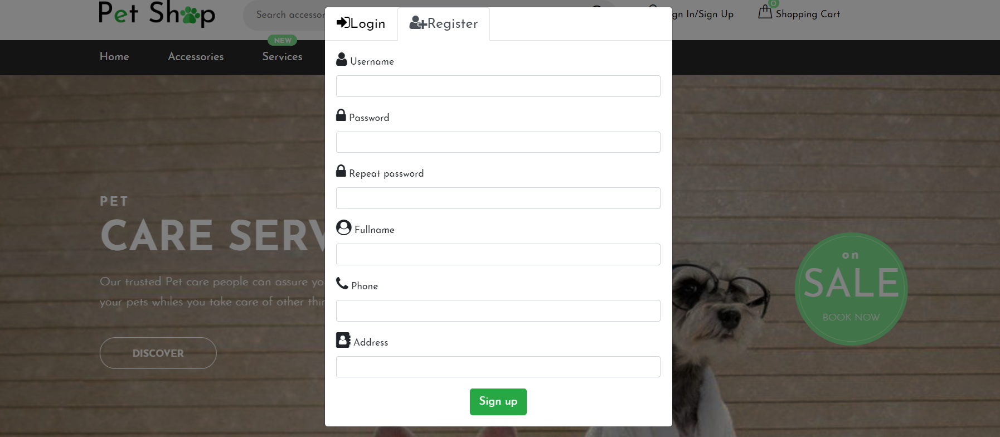 Pet Shop
Search accessor
gn In/Sign Up
0
Shopping Cart
Login
Register
NEW
Home
Accessories
Services
Username
Password
Repeat password
Fullname
Phone
Address
Sign up
PET
CARE SERV
Our trusted Pet care people can assure yo
your pets whiles you take care of other thin
DISCOVER
on
SALE
BOOK NOW